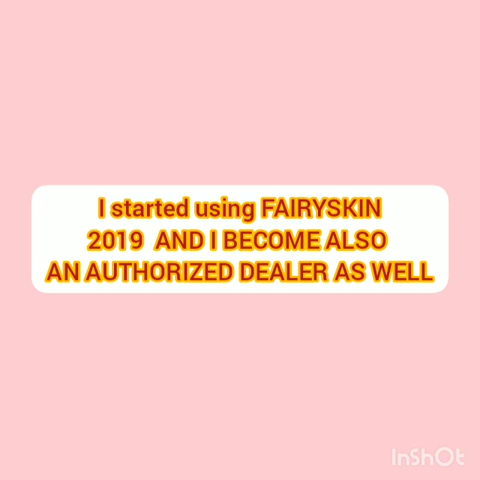 I started using FAIRYSKIN
2019 AND I BECOME ALSO
AN AUTHORIZED DEALER AS WELL
InShOt